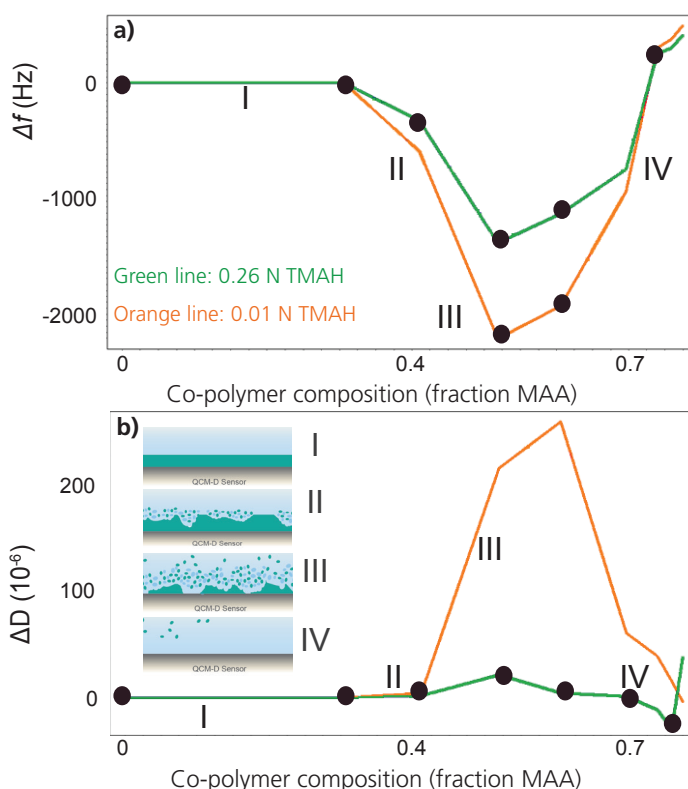 a)
0
I
Δf (Hz)
II
IV
-1000
Green line: 0.26 N TMAH
Orange line: 0.01 N TMAH
III
-2000
0
0.4
0.7
Co-polymer composition (fraction MAA)
b)
I
QCM-D Sensor
200
II
QCM-D Sensor
III
III
ΔD (10-6)
100
QCM-D Sensor
IV
II
IV
QCM-D Sensor
0
I
0
0.4
0.7
Co-polymer composition (fraction MAA)